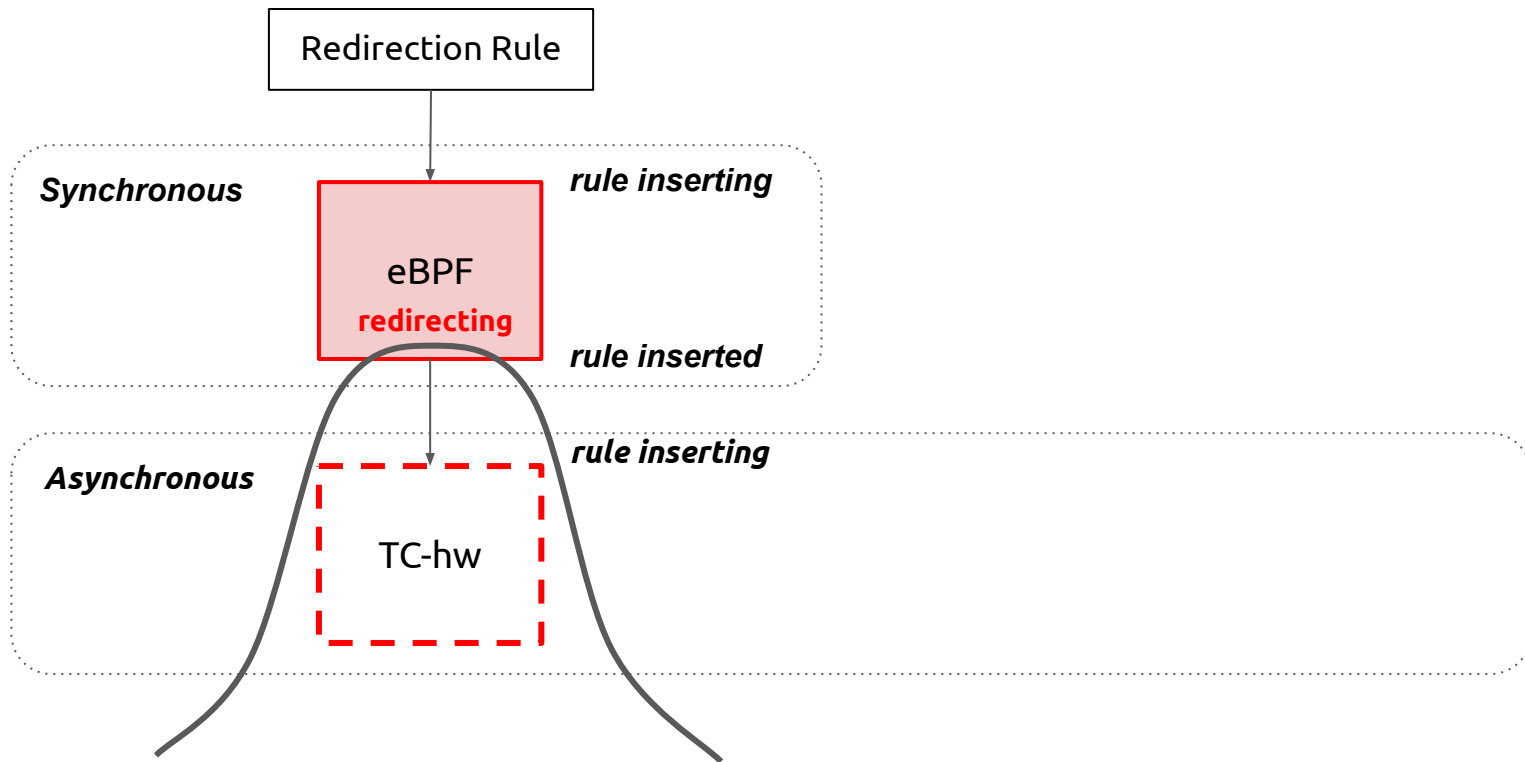 Redirection Rule
Synchronous
rule inserting
eBPF
redirecting
rule inserted
rule inserting
Asynchronous
TC-hw